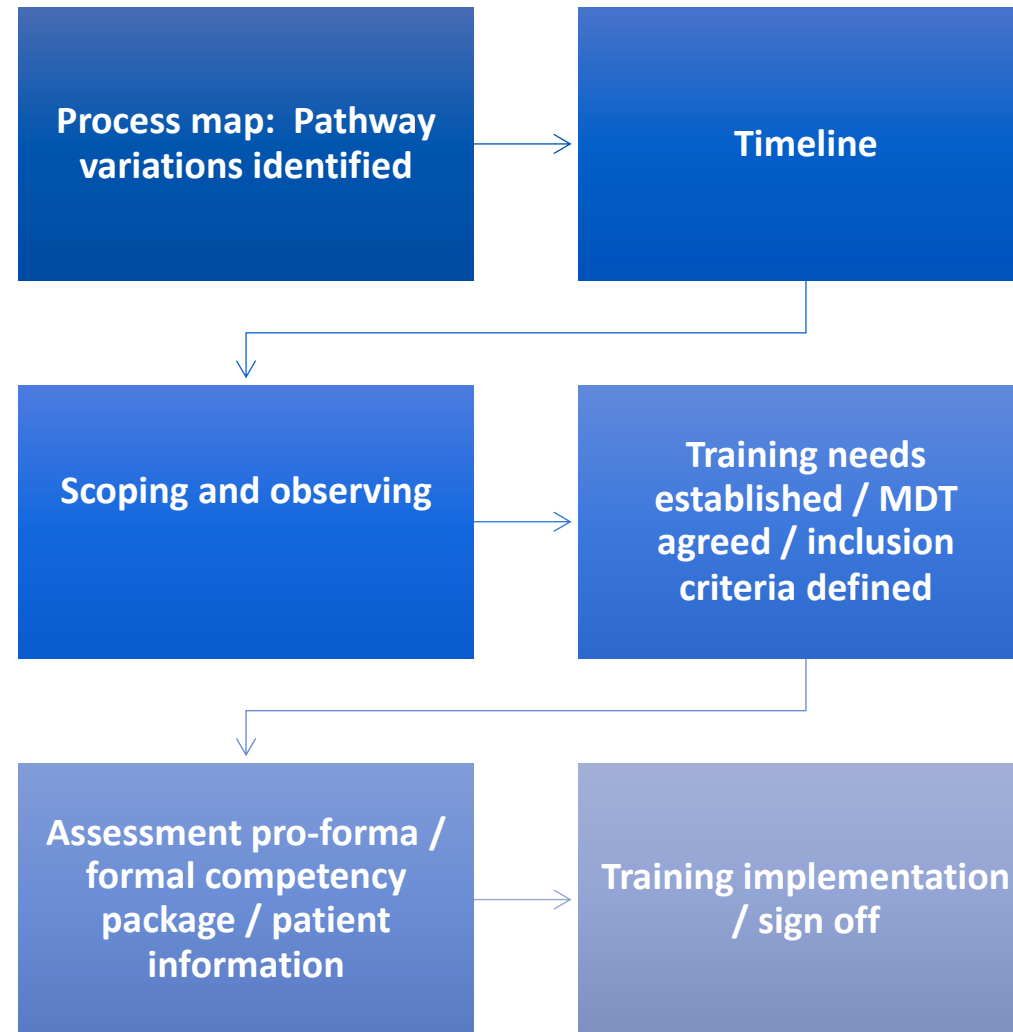 Process map: Pathway
variations identified
Timeline
Scoping and observing
Training needs
established / MDT
agreed / inclusion
criteria defined
Assessment pro-forma /
formal competency
package / patient
information
Training implementation
/ sign off